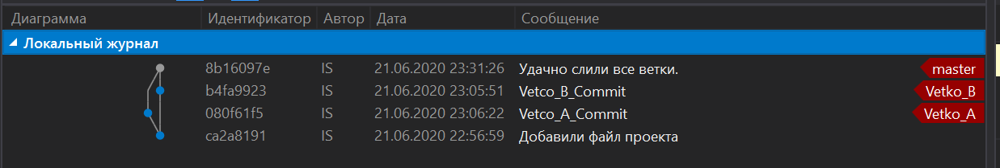 Диаграмма Идентификатор Автор Дата Сообщение
Локальный журнал
8b16097e IS 21.06.2020 23:31:26 Удачно слили все ветки. master
b4fa9923 IS 21.06.2020 23:05:51 Vetco_B_Commit Vetko_B
080f61f5 IS 21.06.2020 23:06:22 Vetco_A_Commit Vetko_A
ca2a8191 IS 21.06.2020 22:56:59 Добавили файл проекта